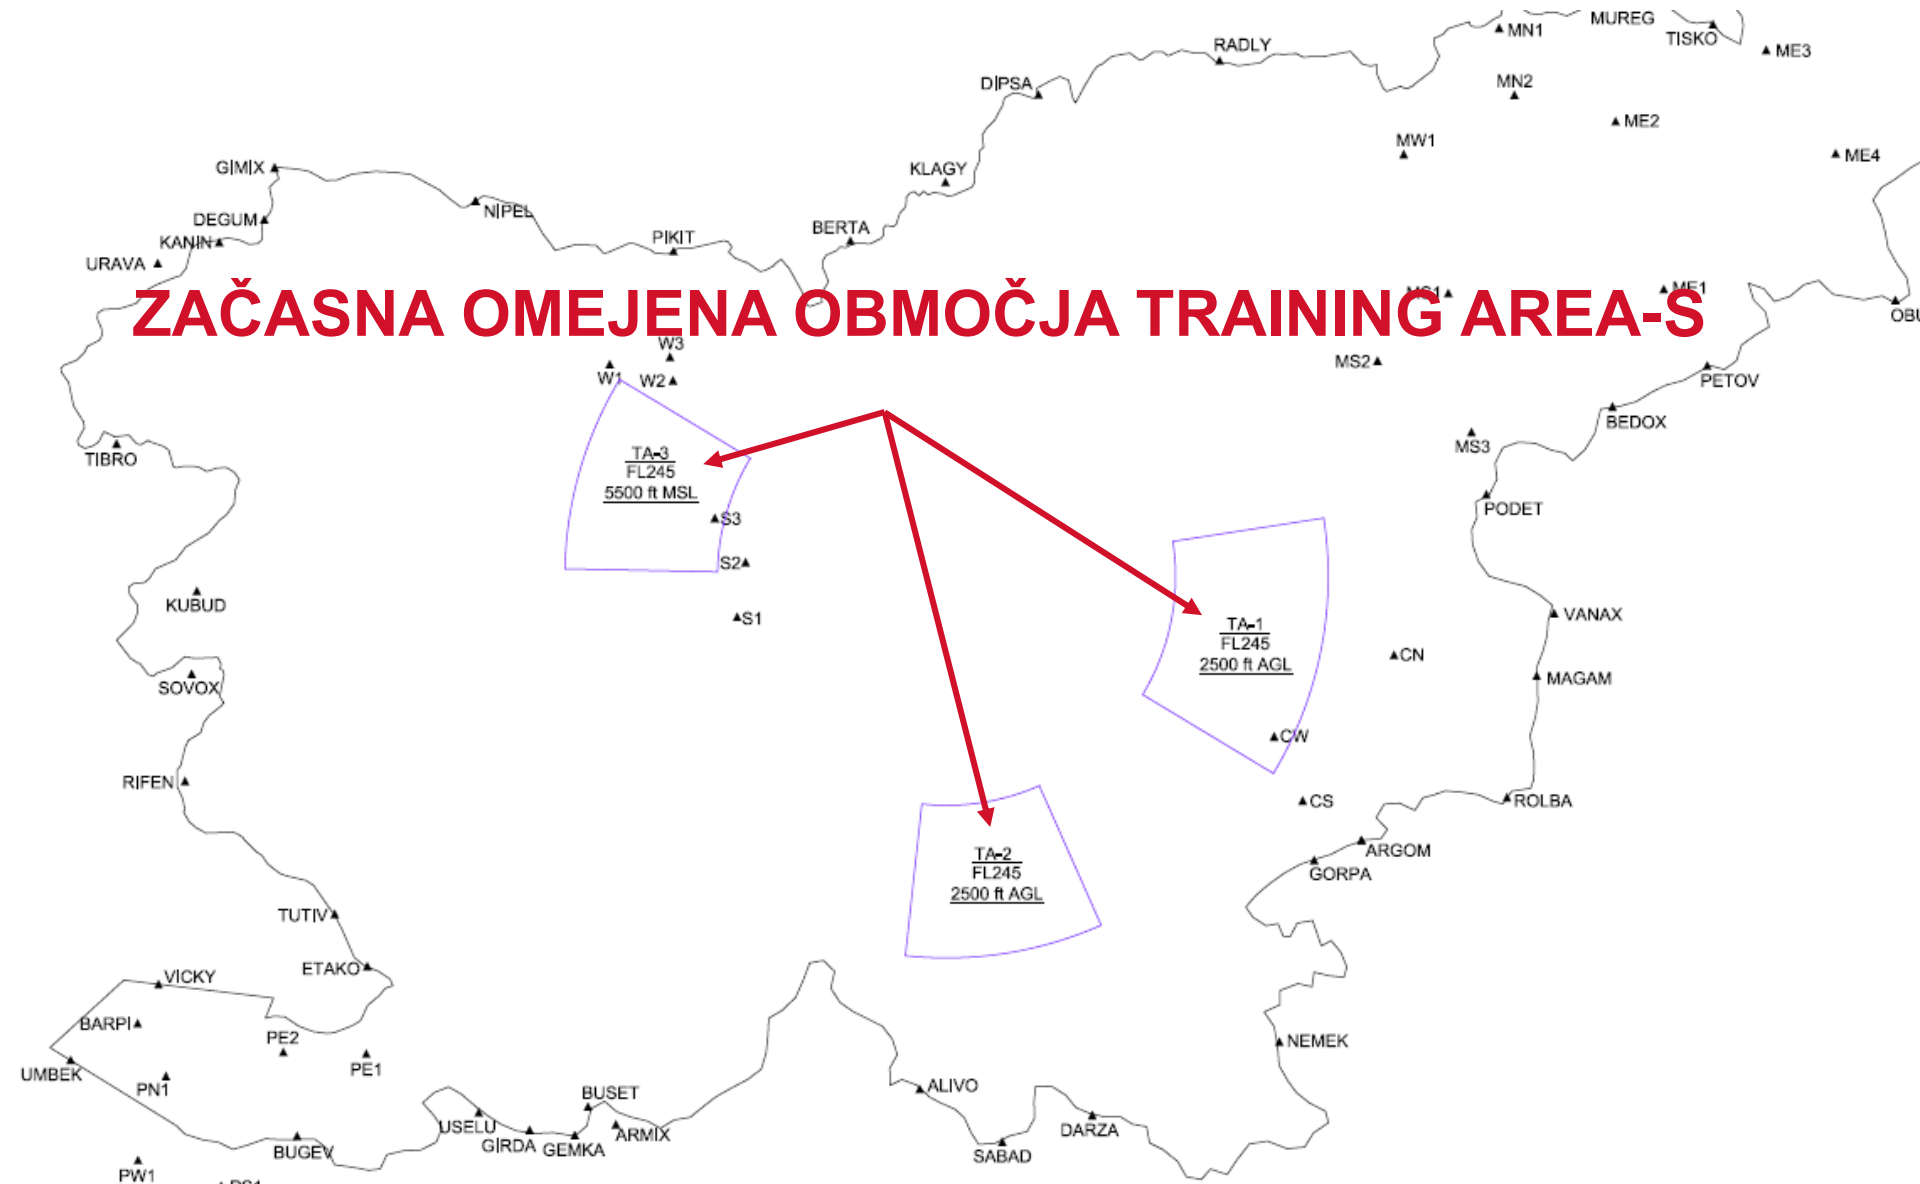 MUREG
MN1
TISKO
RADLY
ME3
DIPSA
MN2
ME2
MW1
ME4
GIMIX
KLAGY
NIPEL
DEGUM
BERTA
KANIN
PIKIT
URAVA
ZAČASNA OMEJENA OBMOČJA TRAINING AREA-S
MS1
ME1
OBU
W3
W1
W2
MS2
PETOV
BEDOX
TIBRO
MS3
TA-3
FL245
5500 ft MSL
S3
PODET
S2
KUBUD
S1
VANAX
TA-1
FL245
2500 ft AGL
CN
SOVOX
MAGAM
CW
RIFEN
CS
ROLBA
ARGOM
TA-2
FL245
2500 ft AGL
GORPA
TUTIV
ETAKO
VICKY
BARPI
PE2
NEMEK
UMBEK
PE1
PN1
ALIVO
BUSET
USELU
GIRDA
GEMKA
ARMIX
DARZA
BUGEV
SABAD
PW1